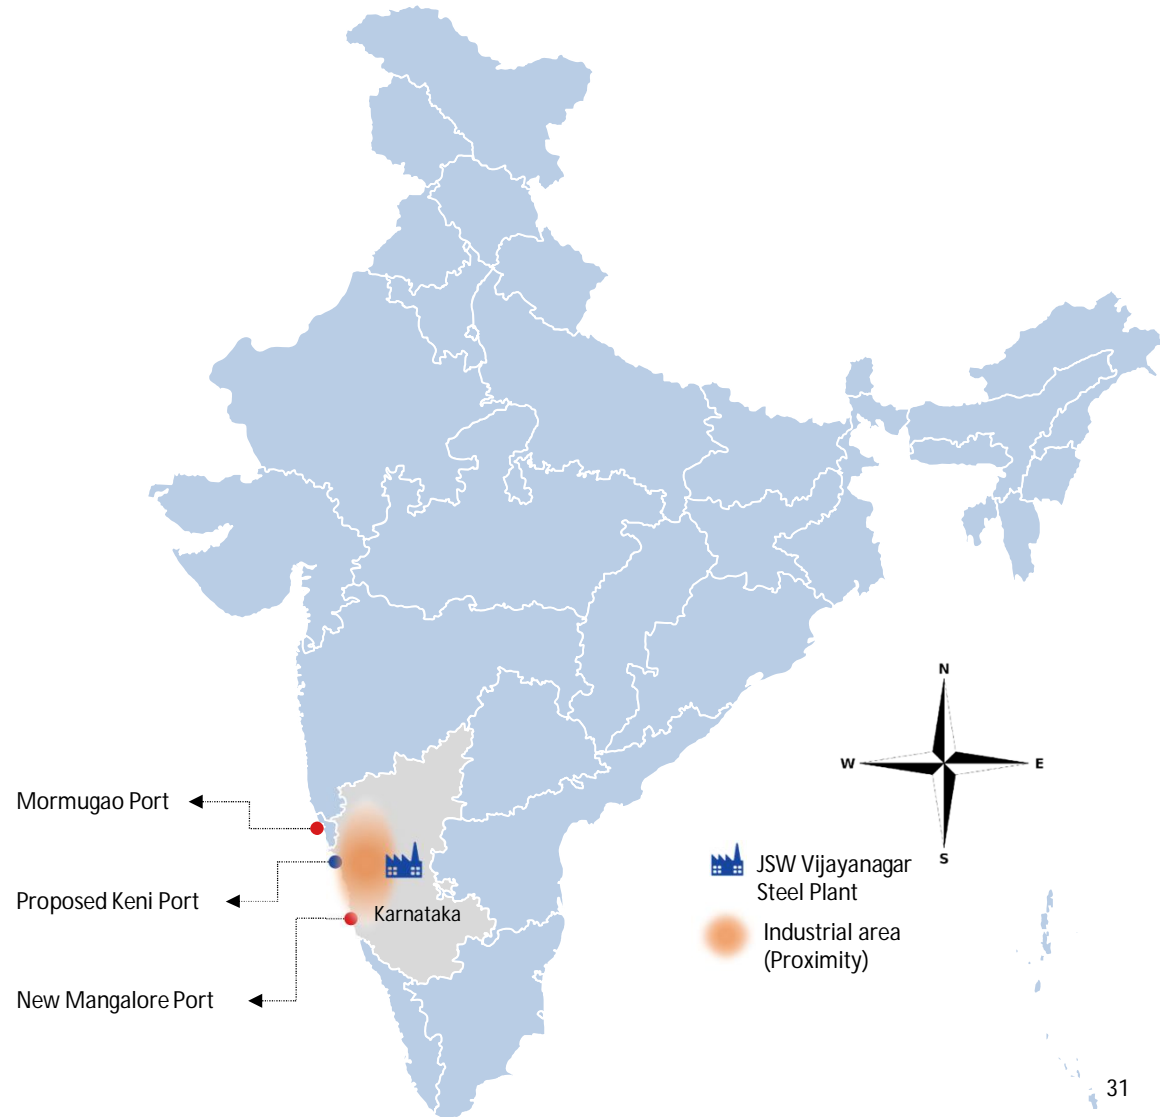 N
W
E
S
Mormugao Port
Proposed Keni Port
Karnataka
New Mangalore Port
JSW Vijayanagar
Steel Plant
Industrial area
(Proximity)
31